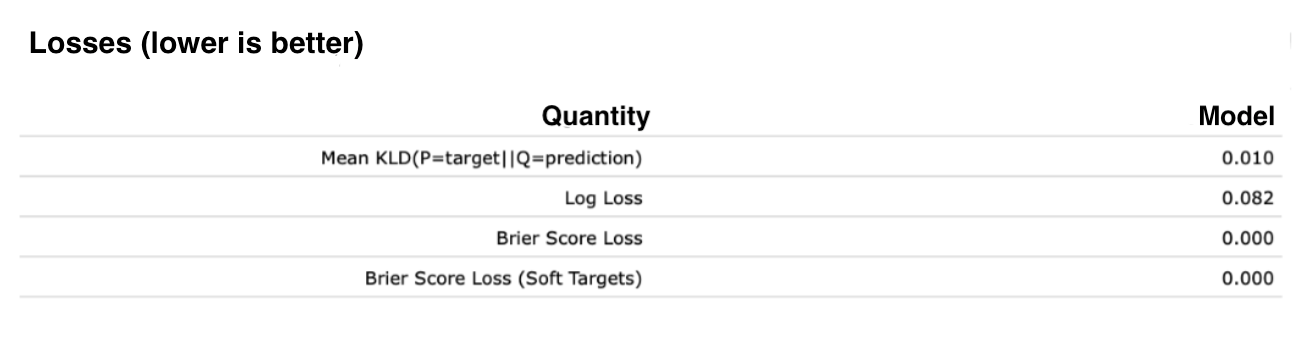 Losses (lower is better)
Quantity Model
Mean KLD(P=target||Q=prediction) 0.010
Log Loss 0.082
Brier Score Loss 0.000
Brier Score Loss (Soft Targets) 0.000